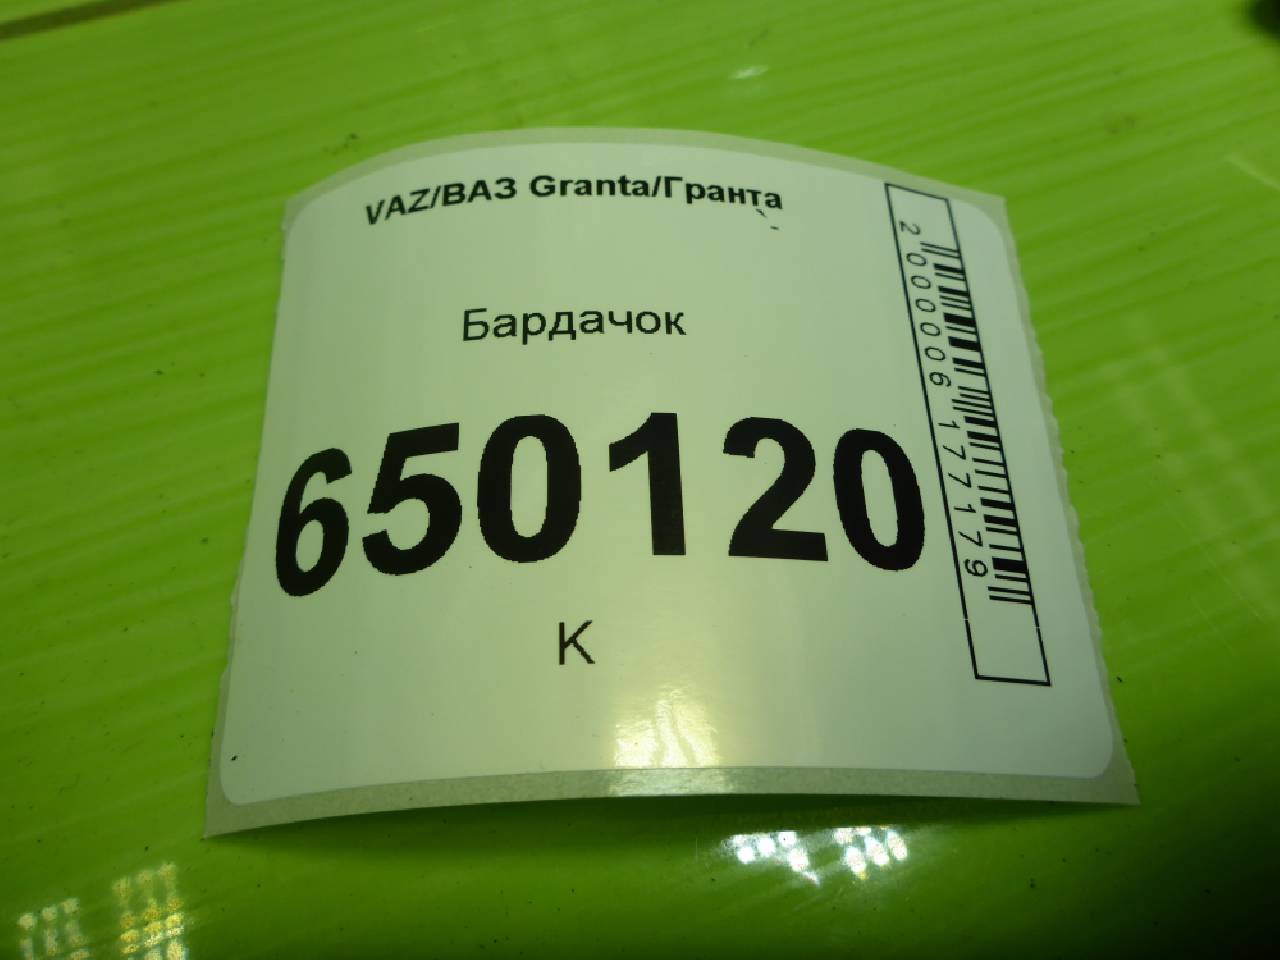 VAZ/ВАЗ Granta/Гранта
Бардачок
650120
К
2000006177179